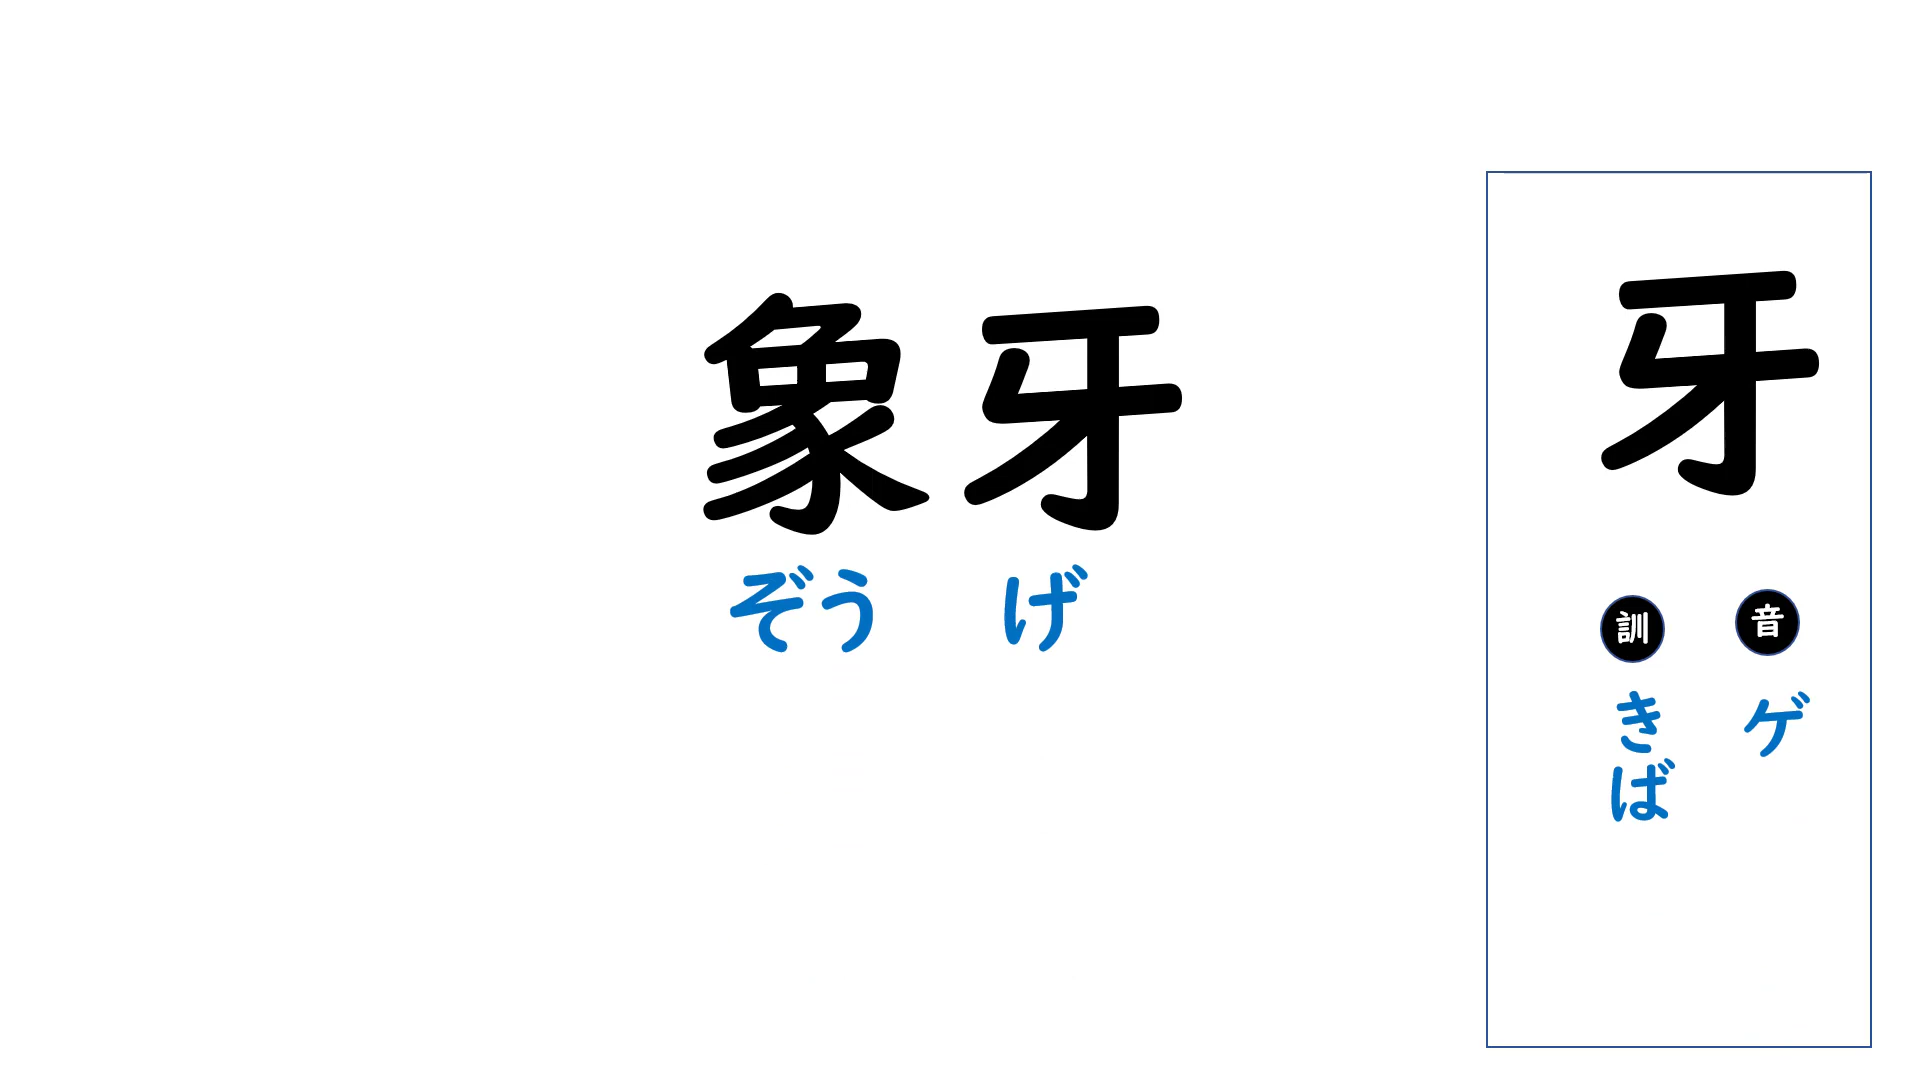 象牙
ぞう げ
牙
音 ゲ
訓 きば